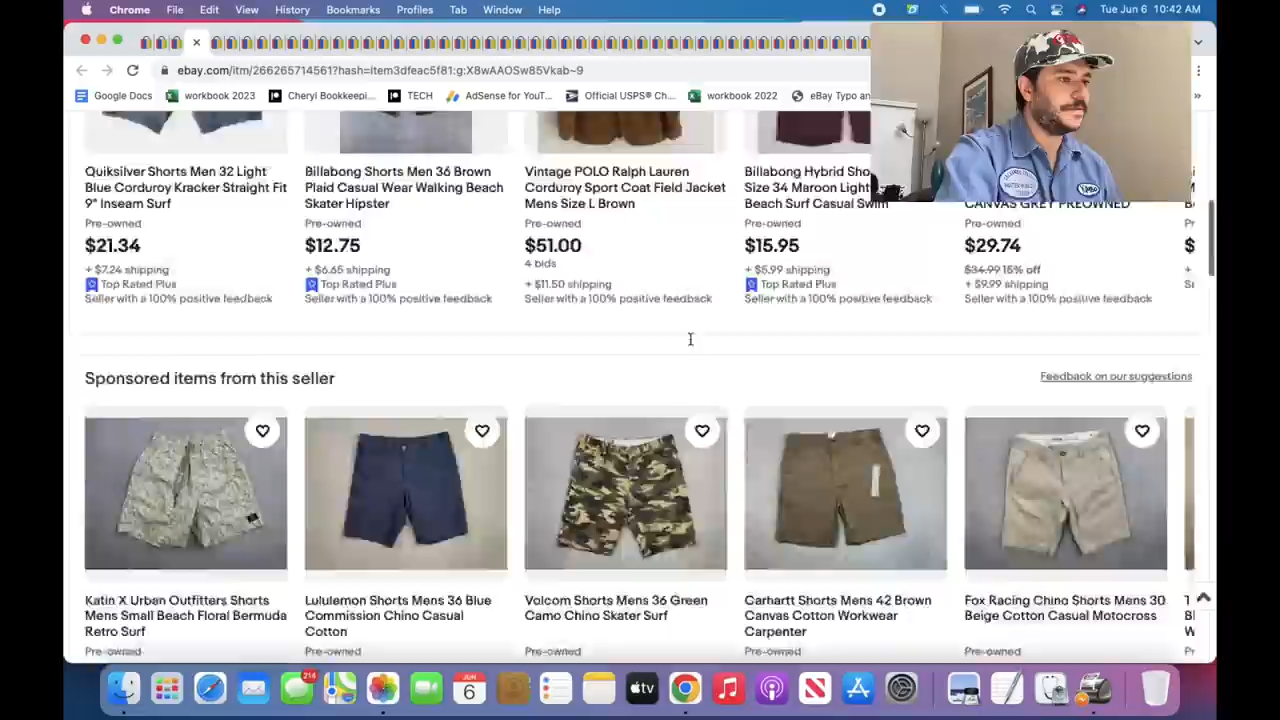 Chrome File Edit View History Bookmarks Profiles Tab Window Help Tue Jun 6 10:42 AM
ebay.com/itm/266265714561?hash=item3dfeac5f81:g:X8wAAOSw85Vkab~9
Google Docs workbook 2023 Cheryl Bookkeepi... TECH AdSense for YouT... Official USPS® Ch... workbook 2022 eBay Typo an
Quiksilver Shorts Men 32 Light
Blue Corduroy Kracker Straight Fit
9" Inseam Surf
Pre-owned
$21.34
+ $7.24 shipping
Top Rated Plus
Seller with a 100% positive feedback
Billabong Shorts Men 36 Brown
Plaid Casual Wear Walking Beach
Skater Hipster
Pre-owned
$12.75
+ $6.65 shipping
Top Rated Plus
Seller with a 100% positive feedback
Vintage POLO Ralph Lauren
Corduroy Sport Coat Field Jacket
Mens Size L Brown
Pre-owned
$51.00
4 bids
+ $11.50 shipping
Seller with a 100% positive feedback
Billabong Hybrid Sho
Size 34 Maroon Light
Beach Surf Casual Swim
Pre-owned
$15.95
+ $5.99 shipping
Top Rated Plus
Seller with a 100% positive feedback
CANVAS GREY PREOWNED
Pre-owned
$29.74
$34.99 15% off
+ $9.99 shipping
Seller with a 100% positive feedback
Sponsored items from this seller
Feedback on our suggestions
Katin X Urban Outfitters Shorts
Mens Small Beach Floral Bermuda
Retro Surf
Pre-owned
Lululemon Shorts Mens 36 Blue
Commission Chino Casual
Cotton
Pre-owned
Volcom Shorts Mens 36 Green
Camo Chino Skater Surf
Pre-owned
Carhartt Shorts Mens 42 Brown
Canvas Cotton Workwear
Carpenter
Pre-owned
Fox Racing Chino Shorts Mens 30
Beige Cotton Casual Motocross
Pre-owned
214
JUN
6
tv